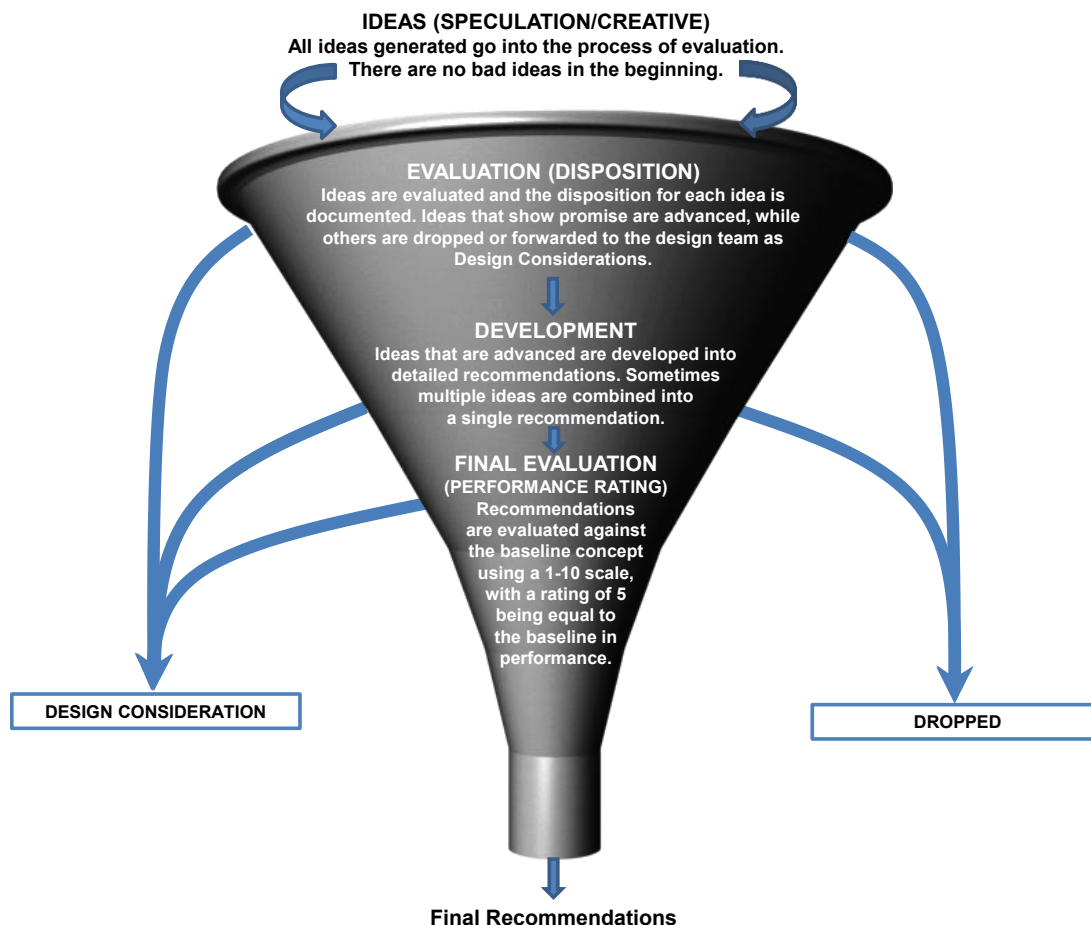 IDEAS (SPECULATION/CREATIVE)
All ideas generated go into the process of evaluation.
There are no bad ideas in the beginning.
EVALUATION (DISPOSITION)
Ideas are evaluated and the disposition for each idea is
documented. Ideas that show promise are advanced, while
others are dropped or forwarded to the design team as
Design Considerations.
DEVELOPMENT
Ideas that are advanced are developed into
detailed recommendations. Sometimes
multiple ideas are combined into
a single recommendation.
FINAL EVALUATION
(PERFORMANCE RATING)
Recommendations
are evaluated against
the baseline concept
using a 1-10 scale,
with a rating of 5
being equal to
the baseline in
performance.
DESIGN CONSIDERATION
DROPPED
Final Recommendations